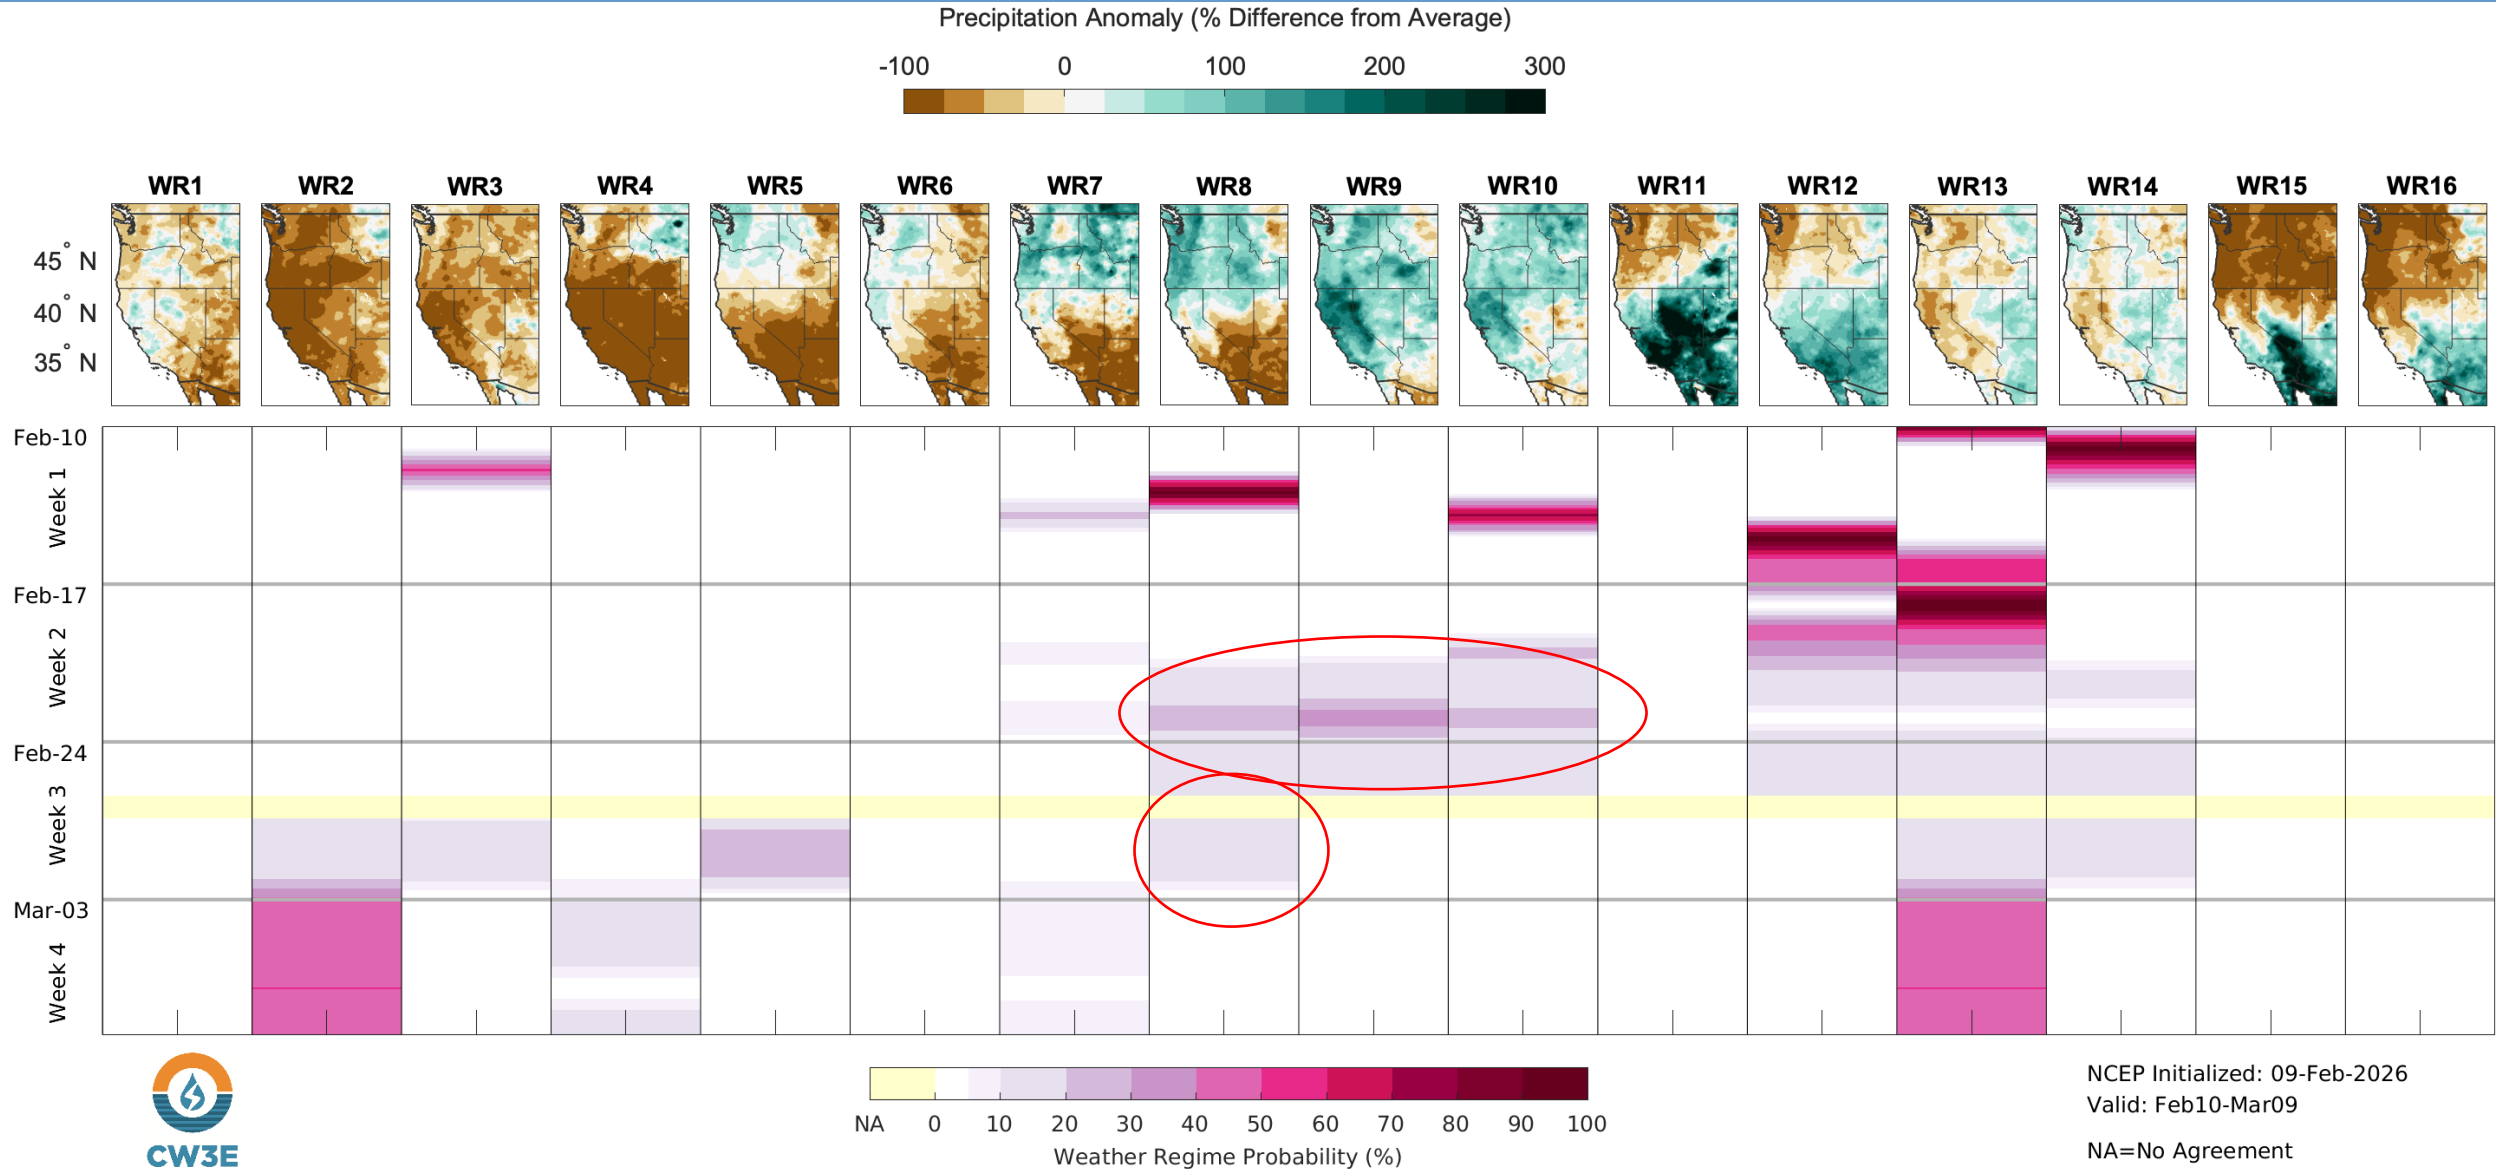 Precipitation Anomaly (% Difference from Average)
-100 0 100 200 300
WR1 WR2 WR3 WR4 WR5 WR6 WR7 WR8 WR9 WR10 WR11 WR12 WR13 WR14 WR15 WR16
45° N
40° N
35° N
Feb-10
Week 1
Feb-17
Week 2
Feb-24
Week 3
Mar-03
Week 4
NA 0 10 20 30 40 50 60 70 80 90 100
Weather Regime Probability (%)
CW3E
NCEP Initialized: 09-Feb-2026
Valid: Feb10-Mar09
NA=No Agreement